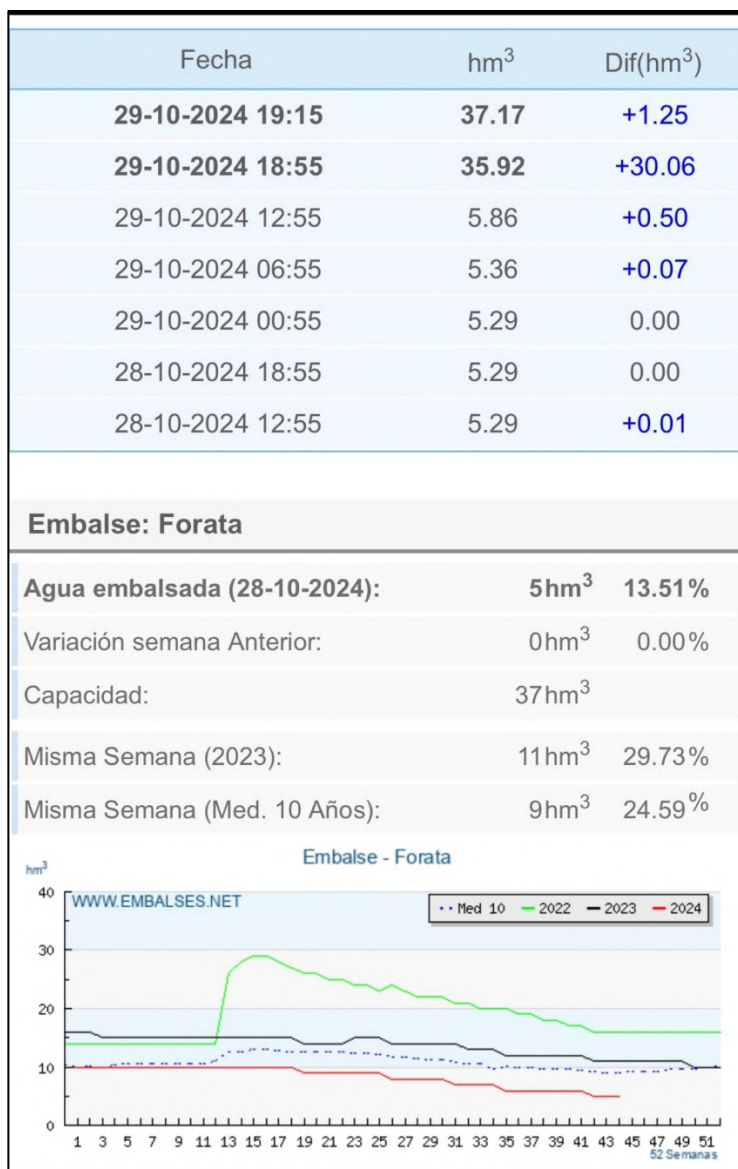 Fecha hm³ Dif(hm³)
29-10-2024 19:15 37.17 +1.25
29-10-2024 18:55 35.92 +30.06
29-10-2024 12:55 5.86 +0.50
29-10-2024 06:55 5.36 +0.07
29-10-2024 00:55 5.29 0.00
28-10-2024 18:55 5.29 0.00
28-10-2024 12:55 5.29 +0.01
Embalse: Forata
Agua embalsada (28-10-2024): 5hm³ 13.51%
Variación semana Anterior: 0hm³ 0.00%
Capacidad: 37hm³
Misma Semana (2023): 11hm³ 29.73%
Misma Semana (Med. 10 Años): 9hm³ 24.59%
Embalse - Forata
hm³
WWW.EMBALSES.NET
Med 10 2022 2023 2024
40
30
20
10
0
1 3 5 7 9 11 13 15 17 19 21 23 25 27 29 31 33 35 37 39 41 43 45 47 49 51
52 Semanas